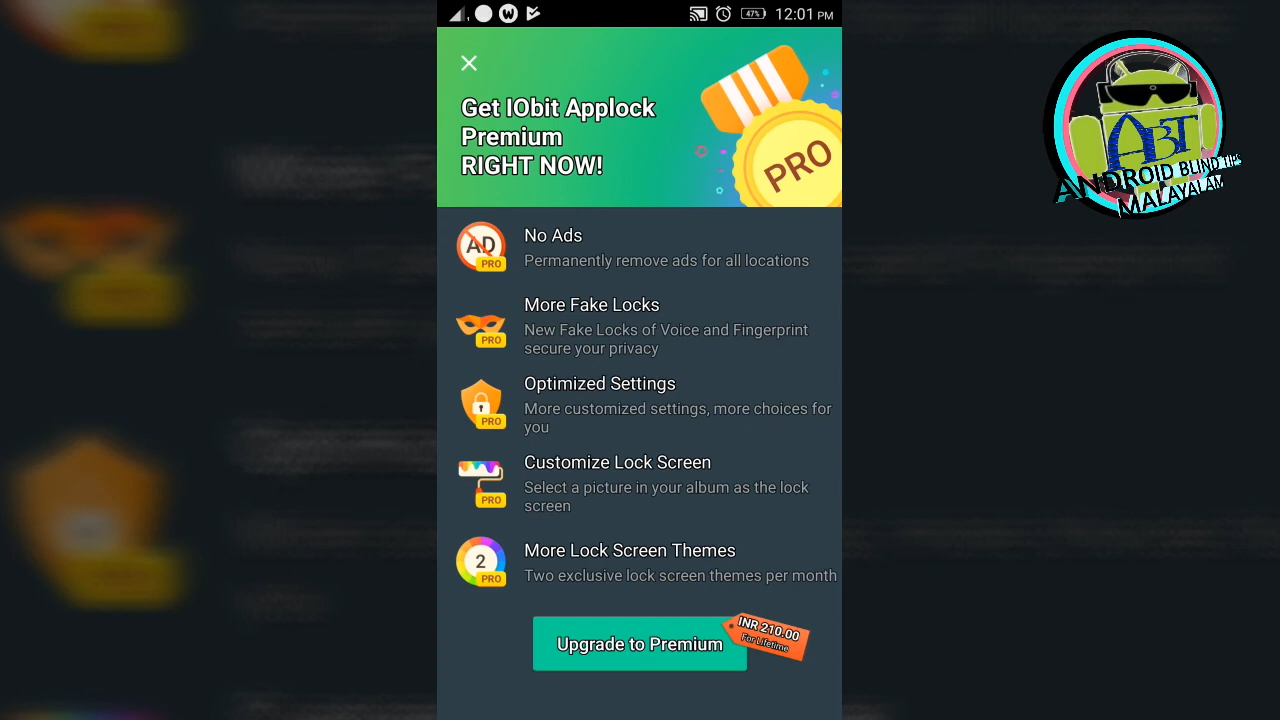 47%
12:01 PM
Get IObit Applock
Premium
RIGHT NOW!
PRO
AD
PRO
No Ads
Permanently remove ads for all locations
PRO
More Fake Locks
New Fake Locks of Voice and Fingerprint
secure your privacy
PRO
Optimized Settings
More customized settings, more choices for
you
PRO
Customize Lock Screen
Select a picture in your album as the lock
screen
2
PRO
More Lock Screen Themes
Two exclusive lock screen themes per month
Upgrade to Premium
INR 210.00
For Lifetime
ABT
ANDROID BLIND TIPS
MALAYALAM